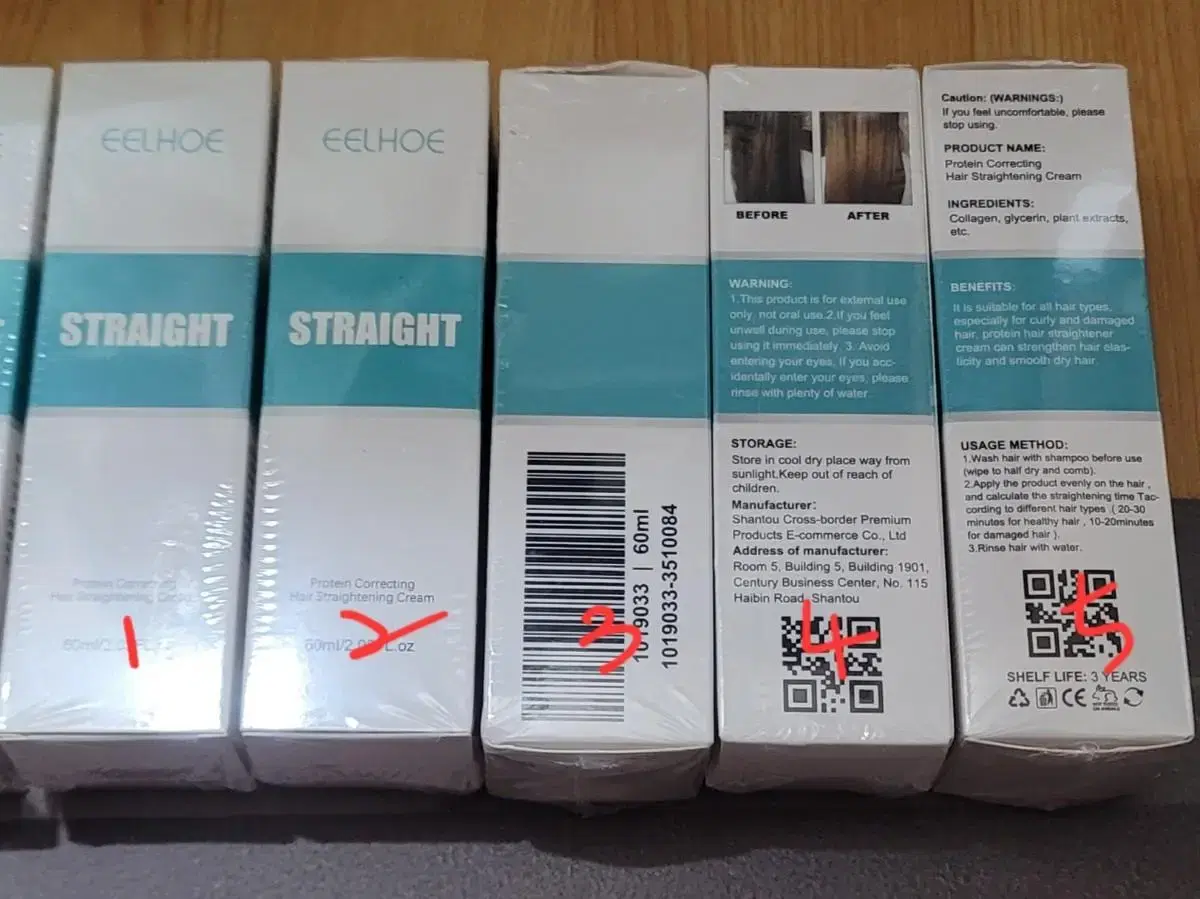 EELHOE
STRAIGHT
Protein Correcting
Hair Straightening
1
EELHOE
STRAIGHT
Protein Correcting
Hair Straightening Cream
2
1019033 | 60ml
1019033-3510084
3
BEFORE
AFTER
WARNING:
1.This product is for external use
only, not oral use.2.If you feel
unwell during use, please stop
using it immediately. 3. Avoid
entering your eyes, If you acc-
identally enter your eyes, please
rinse with plenty of water.
STORAGE:
Store in cool dry place way from
sunlight.Keep out of reach of
children.
Manufacturer:
Shantou Cross-border Premium
Products E-commerce Co., Ltd
Address of manufacturer:
Room 5, Building 5, Building 1901,
Century Business Center, No. 115
Haibin Road, Shantou
4
Caution: (WARNINGS:)
If you feel uncomfortable, please
stop using.
PRODUCT NAME:
Protein Correcting
Hair Straightening Cream
INGREDIENTS:
Collagen, glycerin, plant extracts,
etc.
BENEFITS:
It is suitable for all hair types,
especially for curly and damaged
hair, protein hair straightener
cream can strengthen hair elas-
ticity and smooth dry hair.
USAGE METHOD:
1.Wash hair with shampoo before use
(wipe to half dry and comb).
2.Apply the product evenly on the hair ,
and calculate the straightening time Tac-
cording to different hair types .( 20-30
minutes for healthy hair , 10-20minutes
for damaged hair ).
3.Rinse hair with water.
5
SHELF LIFE: 3 YEARS
CE